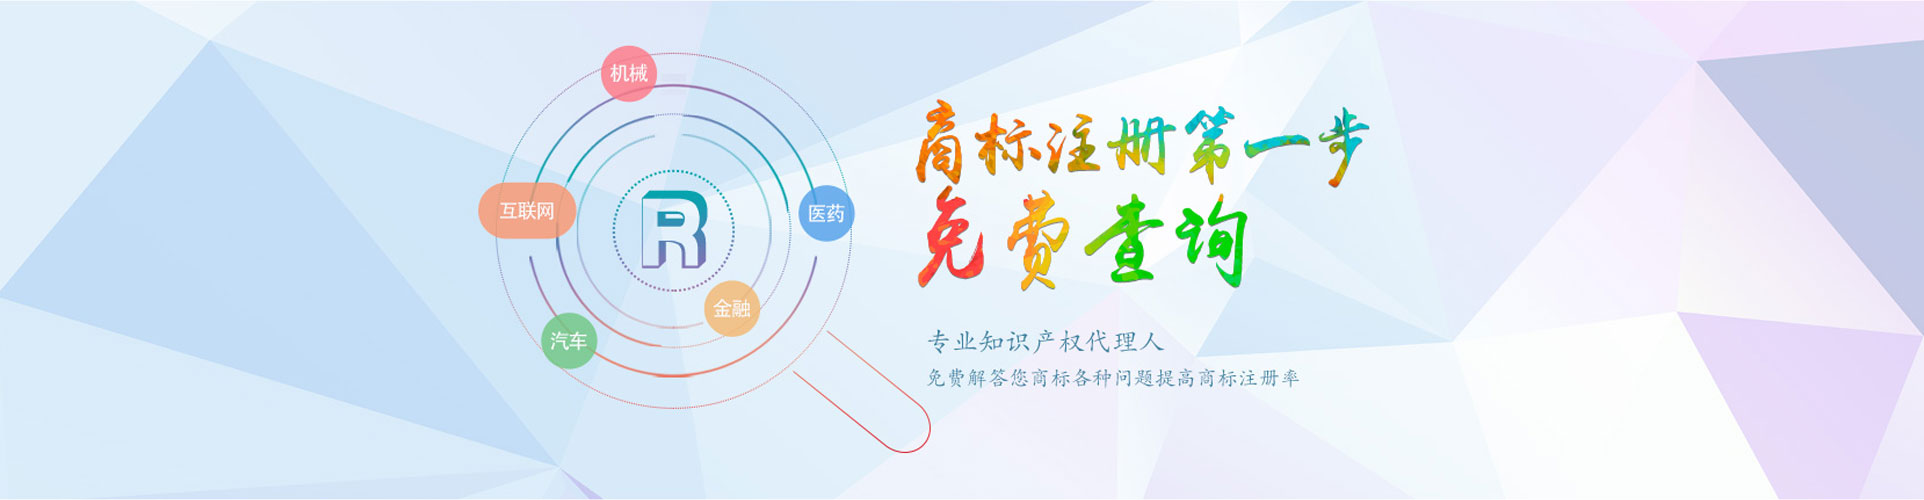 机械
互联网
R
医药
金融
汽车
商标注册第一步
免费查询
专业知识产权代理人
免费解答您商标各种问题提高商标注册率